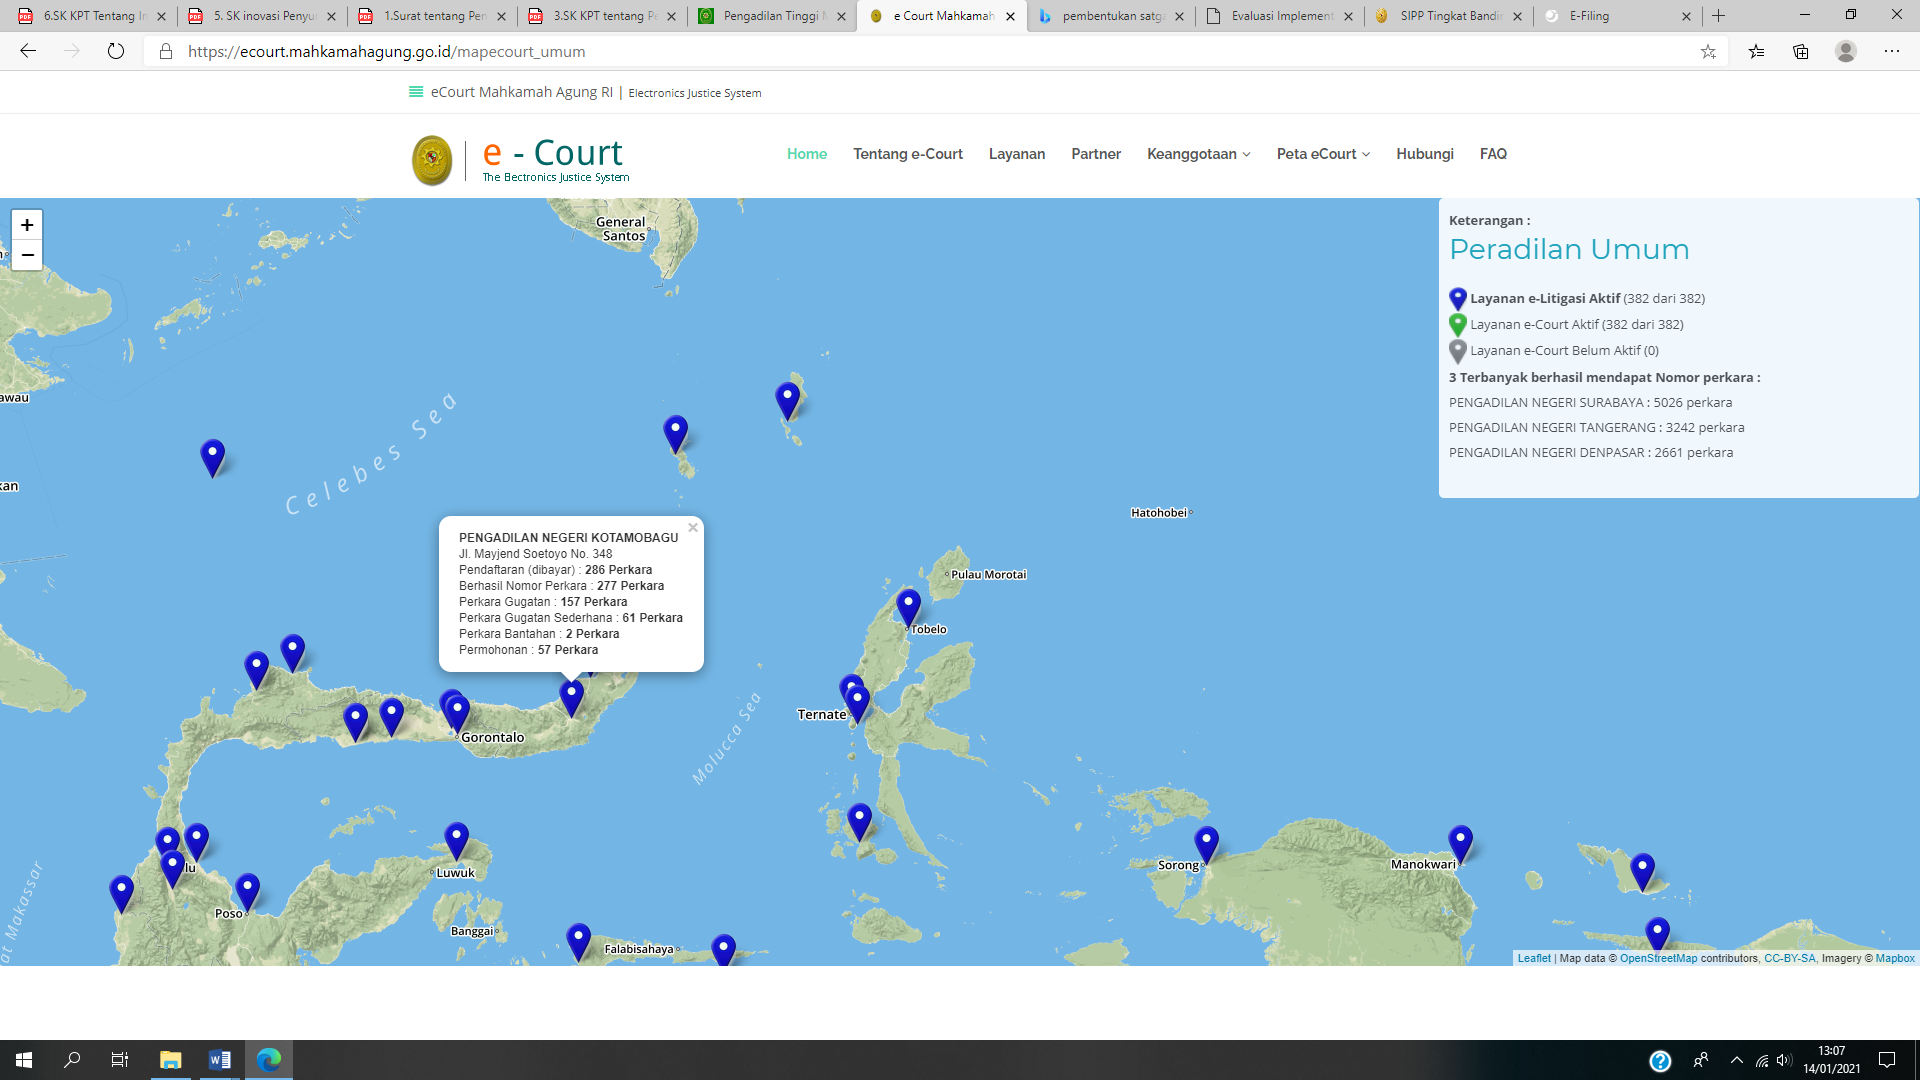 6.SK KPT Tentang In
5. SK inovasi Penyu
1.Surat tentang Pen
3.SK KPT tentang Pe
Pengadilan Tinggi M
e Court Mahkamah
pembentukan satga
Evaluasi Implement
SIPP Tingkat Bandin
E-Filing
https://ecourt.mahkamahagung.go.id/mapecourt_umum
eCourt Mahkamah Agung RI | Electronics Justice System
e - Court
The Electronics Justice System
Home
Tentang e-Court
Layanan
Partner
Keanggotaan
Peta eCourt
Hubungi
FAQ
+
−
General
Santos
Keterangan :
Peradilan Umum
Layanan e-Litigasi Aktif (382 dari 382)
Layanan e-Court Aktif (382 dari 382)
Layanan e-Court Belum Aktif (0)
3 Terbanyak berhasil mendapat Nomor perkara :
PENGADILAN NEGERI SURABAYA : 5026 perkara
PENGADILAN NEGERI TANGERANG : 3242 perkara
PENGADILAN NEGERI DENPASAR : 2661 perkara
awau
Celebes Sea
kan
Hatohobei
PENGADILAN NEGERI KOTAMOBAGU
Jl. Mayjend Soetoyo No. 348
Pendaftaran (dibayar) : 286 Perkara
Berhasil Nomor Perkara : 277 Perkara
Perkara Gugatan : 157 Perkara
Perkara Gugatan Sederhana : 61 Perkara
Perkara Bantahan : 2 Perkara
Permohonan : 57 Perkara
Pulau Morotai
Tobelo
Ternate
Gorontalo
Molucca Sea
lu
Luwuk
Sorong
Manokwari
Poso
Banggai
Falabisahaya
at Makassar
Leaflet | Map data © OpenStreetMap contributors, CC-BY-SA, Imagery © Mapbox
13:07
14/01/2021